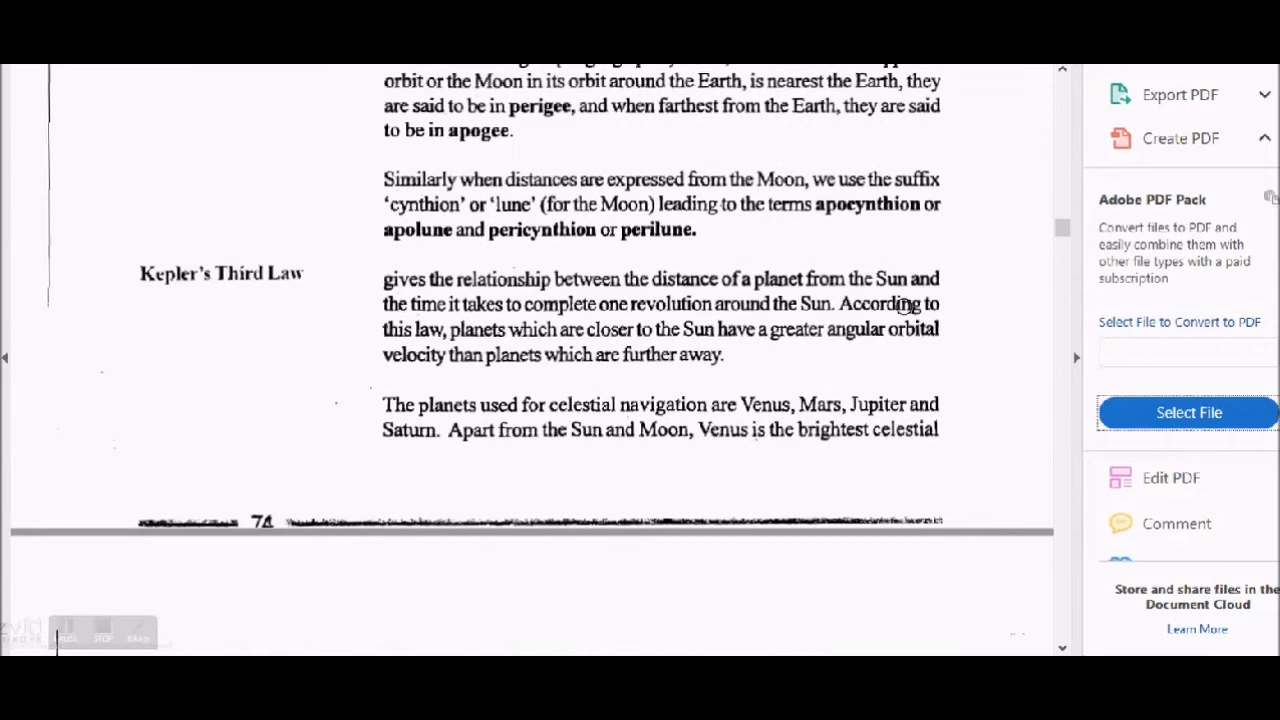 orbit or the Moon in its orbit around the Earth, is nearest the Earth, they
are said to be in perigee, and when farthest from the Earth, they are said
to be in apogee.
Similarly when distances are expressed from the Moon, we use the suffix
‘cynthion’ or ‘lune’ (for the Moon) leading to the terms apocynthion or
apolune and pericynthion or perilune.
Kepler's Third Law
gives the relationship between the distance of a planet from the Sun and
the time it takes to complete one revolution around the Sun. According to
this law, planets which are closer to the Sun have a greater angular orbital
velocity than planets which are further away.
The planets used for celestial navigation are Venus, Mars, Jupiter and
Saturn. Apart from the Sun and Moon, Venus is the brightest celestial
74
Export PDF
Create PDF
Adobe PDF Pack
Convert files to PDF and
easily combine them with
other file types with a paid
subscription
Select File to Convert to PDF
Select File
Edit PDF
Comment
Store and share files in the
Document Cloud
Learn More
STOP
DRAW